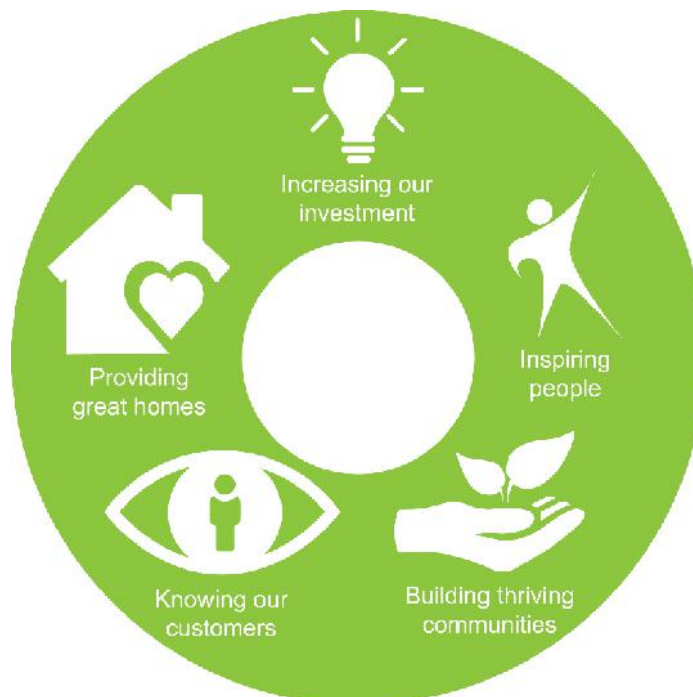 Increasing our
investment
Inspiring
people
Building thriving
communities
Knowing our
customers
Providing
great homes